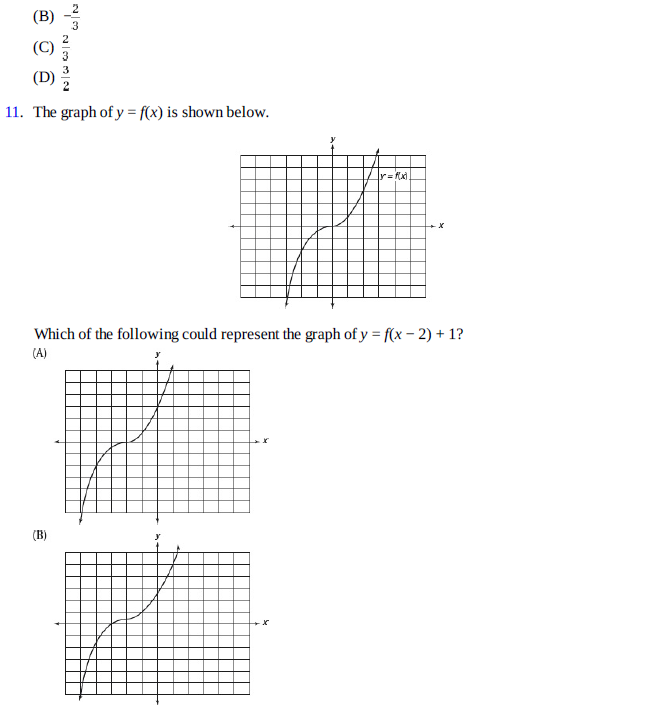 (B) −2/3
(C) 2/3
(D) 3/2
11. The graph of y = f(x) is shown below.
y
y = f(x)
x
Which of the following could represent the graph of y = f(x − 2) + 1?
(A)
y
x
(B)
y
x